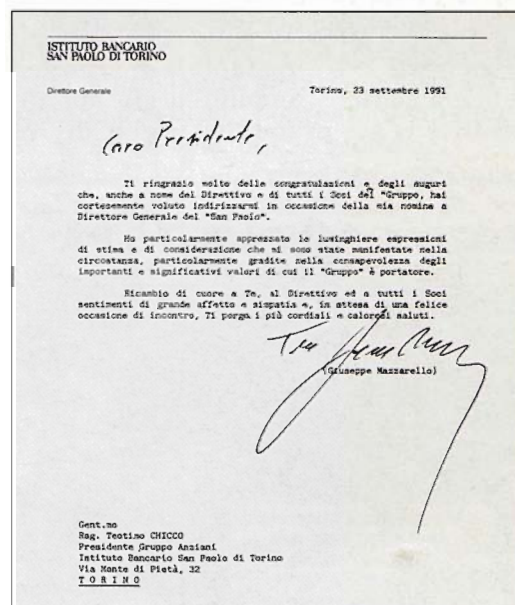 ISTITUTO BANCARIO
SAN PAOLO DI TORINO
Direttore Generale
Torino, 23 settembre 1991
Caro Presidente,
Ti ringrazio molto delle congratulazioni e degli auguri
che, anche a nome del Direttivo e di tutti i Soci del "Gruppo, hai
cortesemente voluto indirizzarmi in occasione della mia nomina a
Direttore Generale del "San Paolo".
Ho particolarmente apprezzato le lusinghiere espressioni
di stima e di considerazione che mi sono state manifestate nella
circostanza, particolarmente gradite nella consapevolezza degli
importanti e significativi valori di cui il "Gruppo" è portatore.
Ricambio di cuore a Te, al Direttivo ed a tutti i Soci
sentimenti di grande affetto e simpatia e, in attesa di una felice
occasione di incontro, Ti porgo i più cordiali e calorosi saluti.
(Giuseppe Mazzarello)
Gent.mo
Rag. Teotimo CHICCO
Presidente Gruppo Anziani
Istituto Bancario San Paolo di Torino
Via Monte di Pietà, 32
TORINO